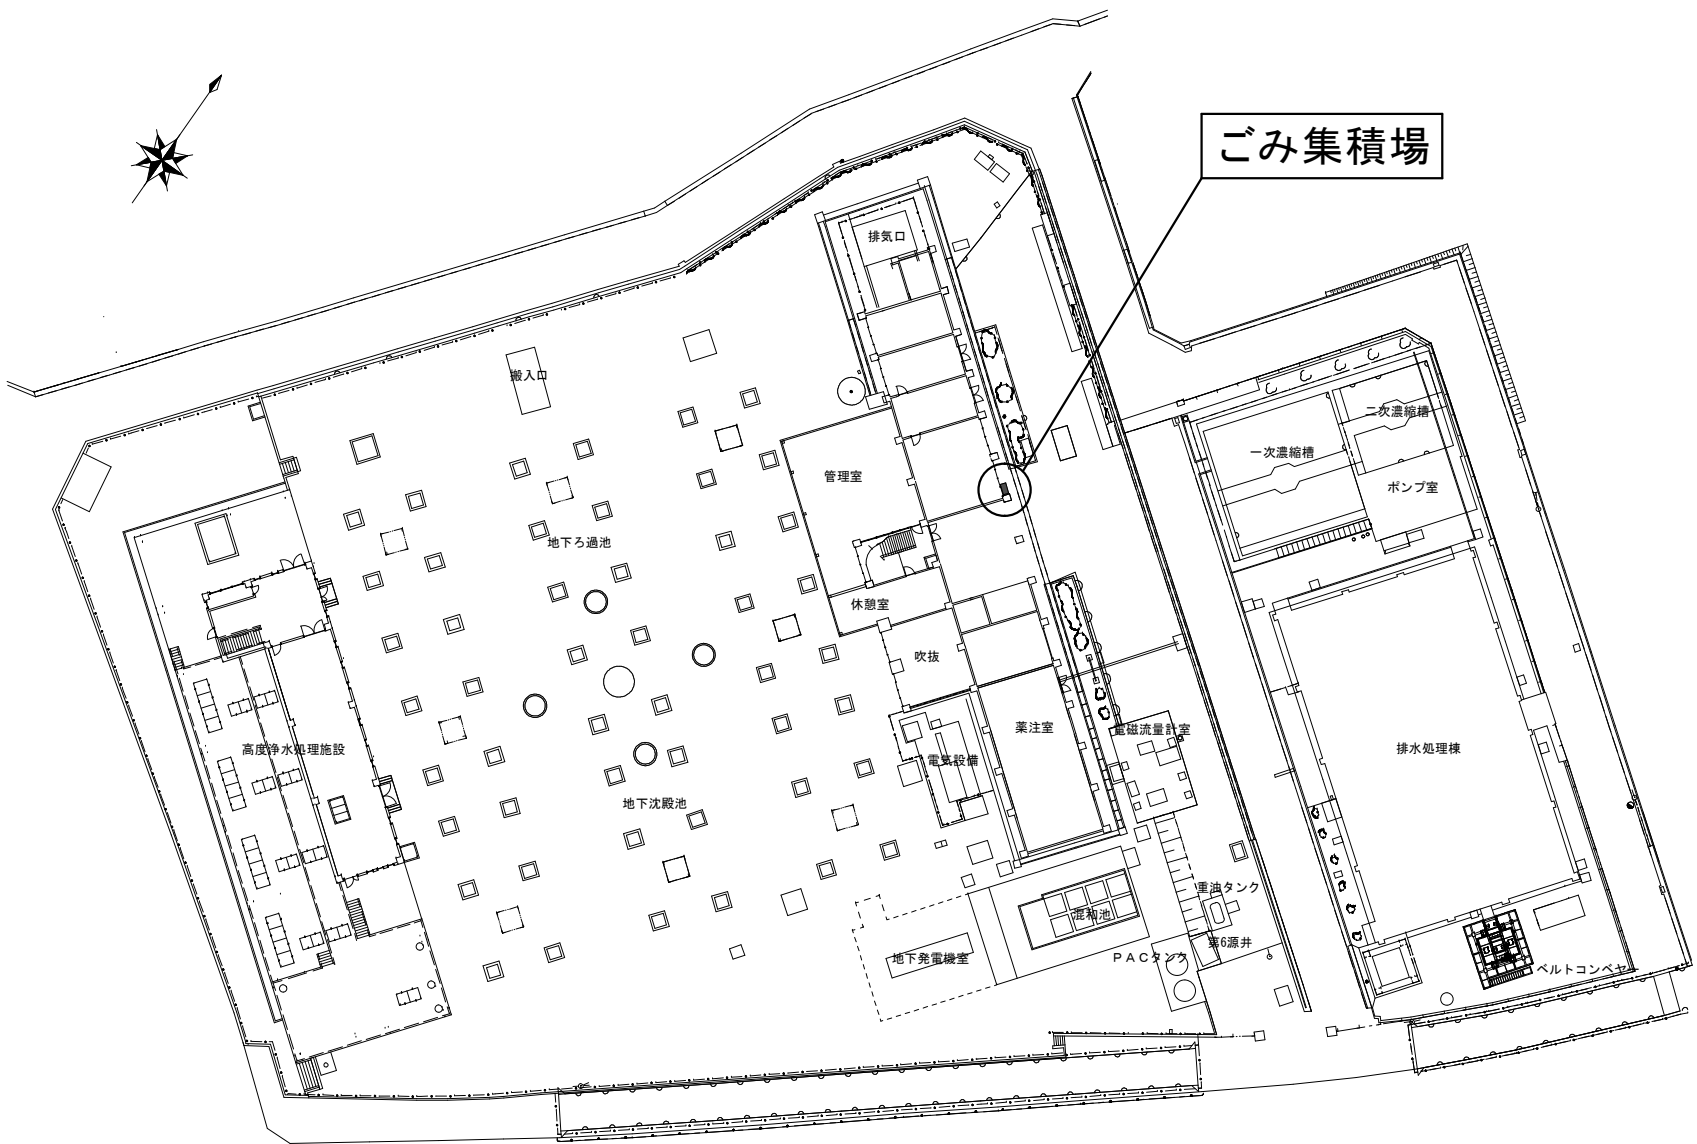 ごみ集積場
排気口
搬入口
二次濃縮槽
一次濃縮槽
管理室
ポンプ室
地下ろ過池
休憩室
吹抜
薬注室
電磁流量計室
高度浄水処理施設
電気設備
排水処理棟
地下沈殿池
重油タンク
混和池
第6源井
地下発電機室
PACタンク
ベルトコンベヤー